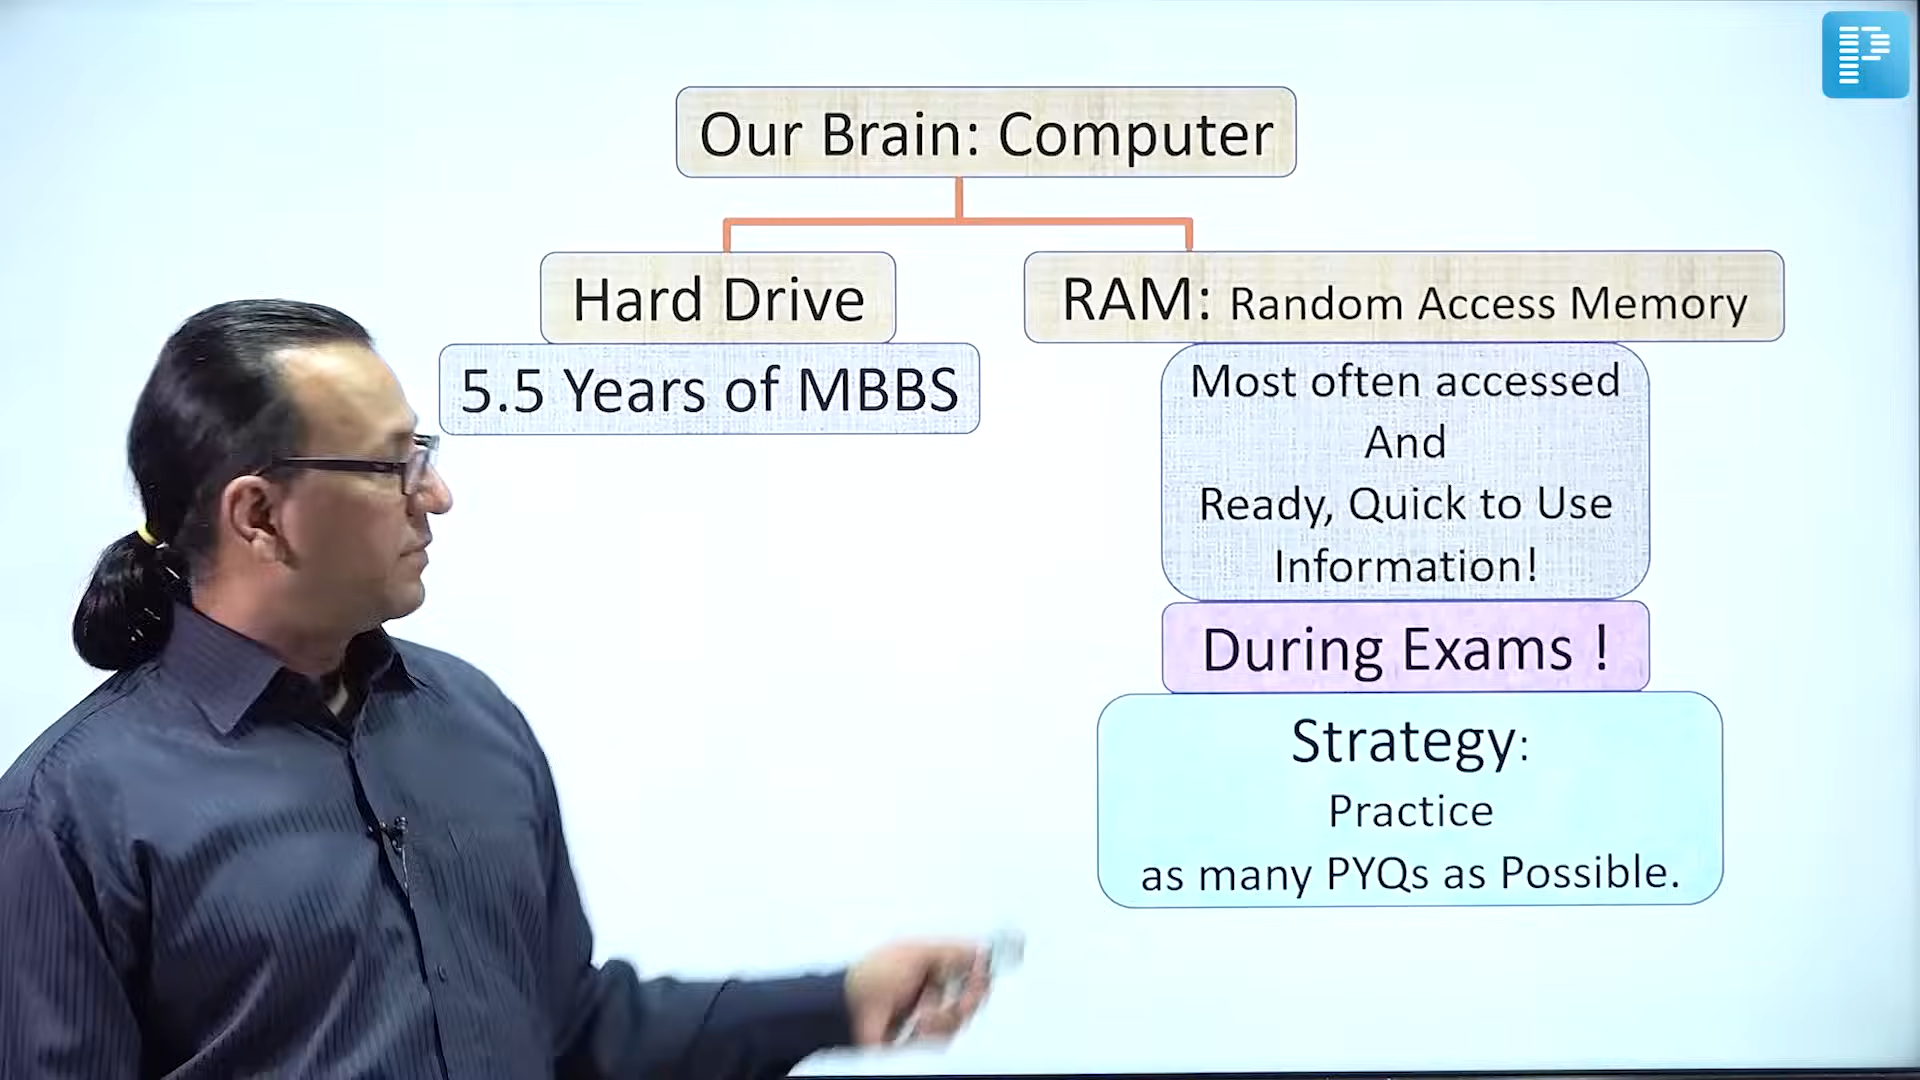 Our Brain: Computer
Hard Drive
5.5 Years of MBBS
RAM: Random Access Memory
Most often accessed
And
Ready, Quick to Use
Information!
During Exams !
Strategy:
Practice
as many PYQs as Possible.
P